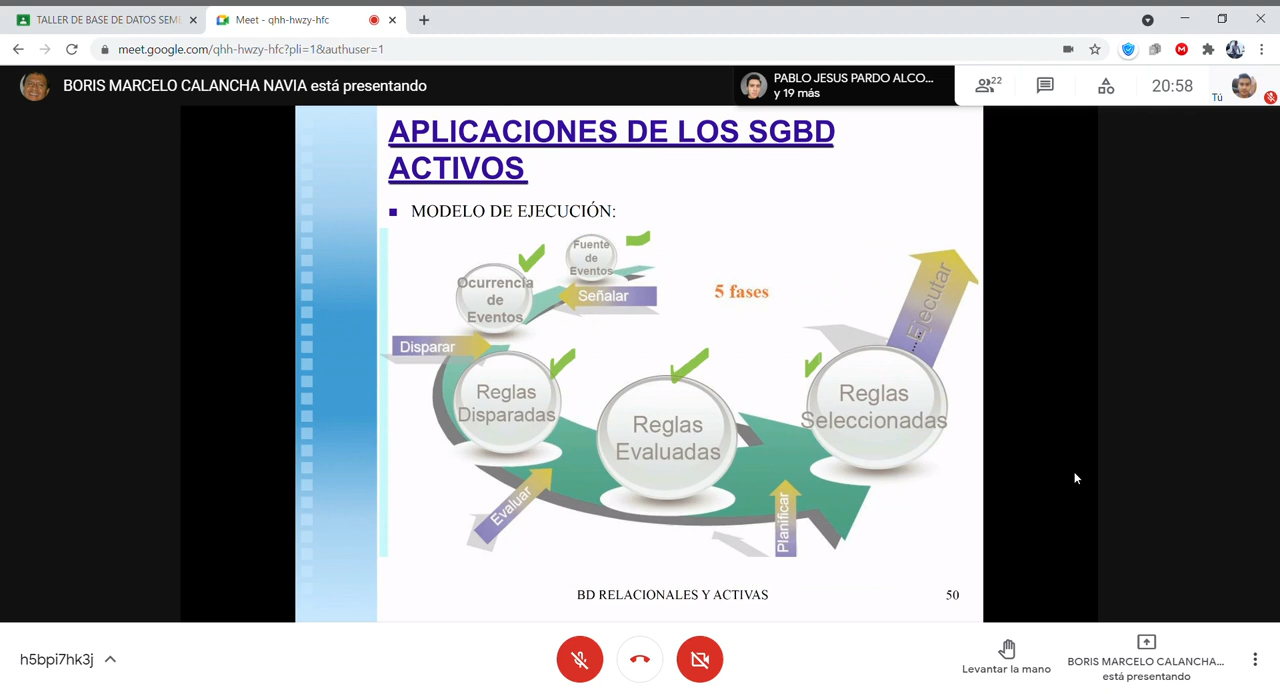 TALLER DE BASE DE DATOS SEM
Meet - qhh-hwzy-hfc
meet.google.com/qhh-hwzy-hfc?pli=1&authuser=1
BORIS MARCELO CALANCHA NAVIA está presentando
PABLO JESUS PARDO ALCO...
y 19 más
22
20:58
Tú
APLICACIONES DE LOS SGBD
ACTIVOS
MODELO DE EJECUCIÓN:
Fuente
de
Eventos
Señalar
Ocurrencia
de
Eventos
5 fases
Disparar
Reglas
Disparadas
Evaluar
Reglas
Evaluadas
Planificar
Reglas
Seleccionadas
Ejecutar
....
BD RELACIONALES Y ACTIVAS
50
h5bpi7hk3j
Levantar la mano
BORIS MARCELO CALANCHA...
está presentando